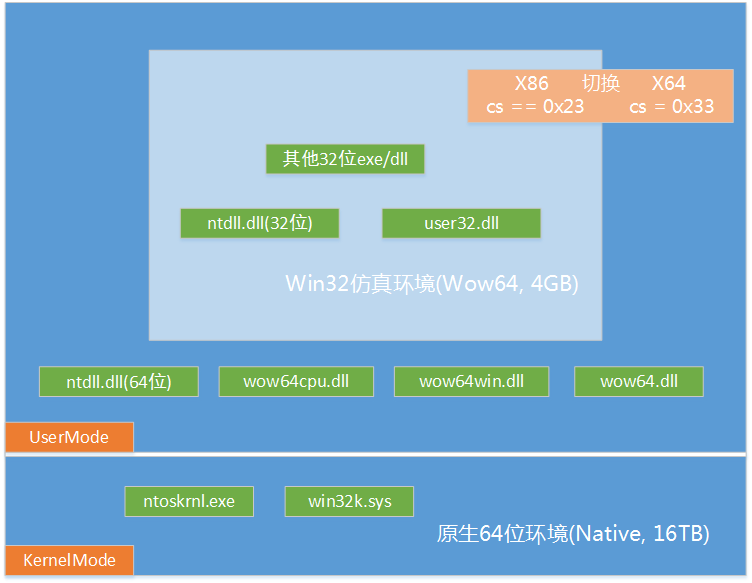 X86 切换 X64
cs == 0x23 cs = 0x33
其他32位exe/dll
ntdll.dll(32位) user32.dll
Win32仿真环境(Wow64, 4GB)
ntdll.dll(64位) wow64cpu.dll wow64win.dll wow64.dll
UserMode
ntoskrnl.exe win32k.sys
原生64位环境(Native, 16TB)
KernelMode